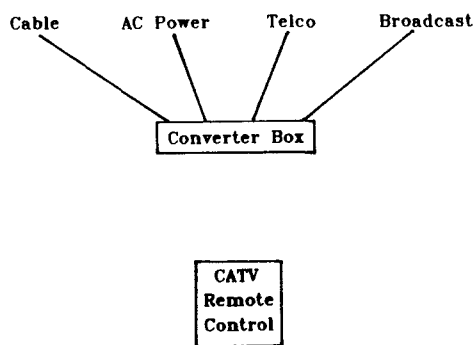 Cable AC Power Telco Broadcast
Converter Box
CATV
Remote
Control